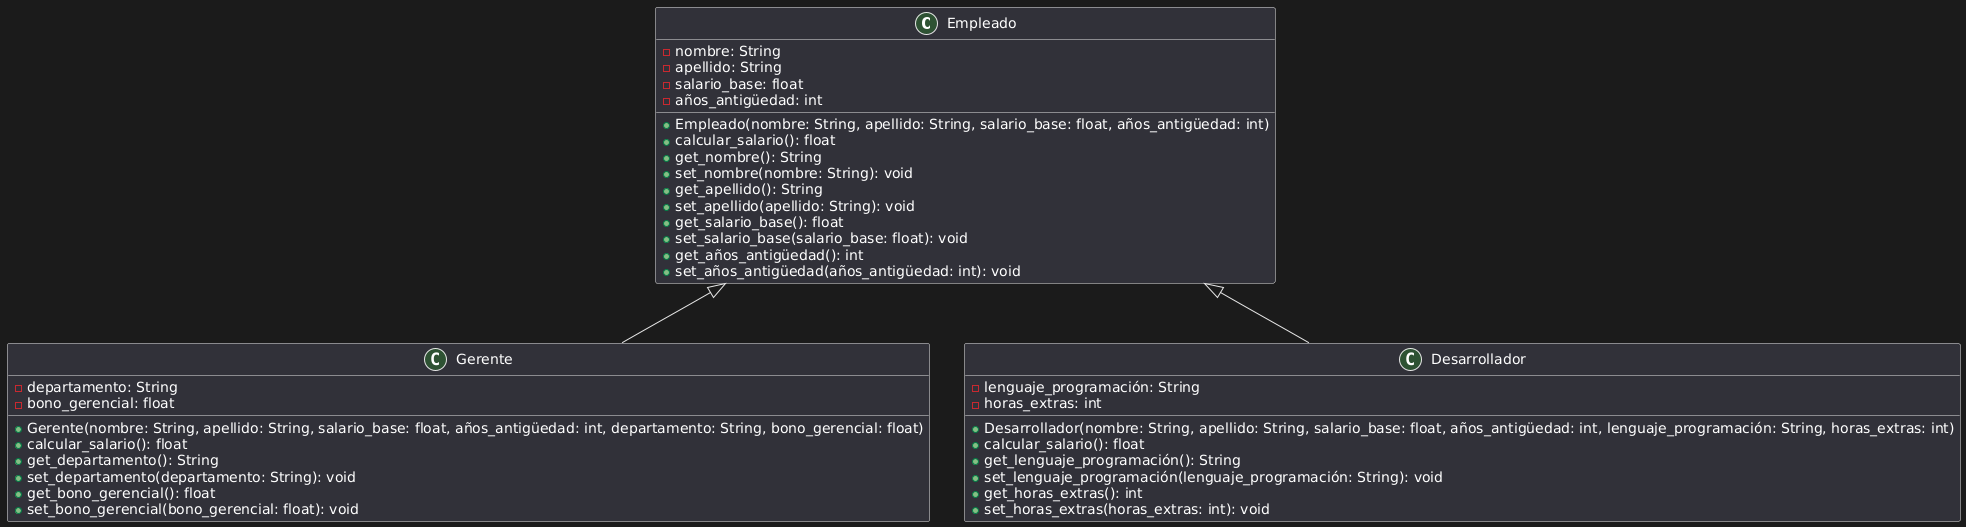 Empleado
nombre: String
apellido: String
salario_base: float
años_antigüedad: int
Empleado(nombre: String, apellido: String, salario_base: float, años_antigüedad: int)
calcular_salario(): float
get_nombre(): String
set_nombre(nombre: String): void
get_apellido(): String
set_apellido(apellido: String): void
get_salario_base(): float
set_salario_base(salario_base: float): void
get_años_antigüedad(): int
set_años_antigüedad(años_antigüedad: int): void
Gerente
departamento: String
bono_gerencial: float
Gerente(nombre: String, apellido: String, salario_base: float, años_antigüedad: int, departamento: String, bono_gerencial: float)
calcular_salario(): float
get_departamento(): String
set_departamento(departamento: String): void
get_bono_gerencial(): float
set_bono_gerencial(bono_gerencial: float): void
Desarrollador
lenguaje_programación: String
horas_extras: int
Desarrollador(nombre: String, apellido: String, salario_base: float, años_antigüedad: int, lenguaje_programación: String, horas_extras: int)
calcular_salario(): float
get_lenguaje_programación(): String
set_lenguaje_programación(lenguaje_programación: String): void
get_horas_extras(): int
set_horas_extras(horas_extras: int): void